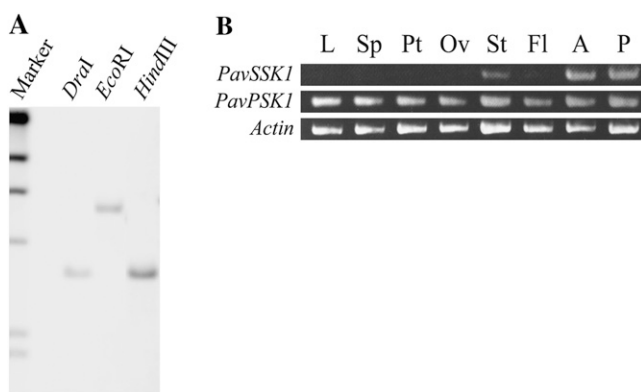 A
Marker
DraI
EcoRI
HindIII
B
L Sp Pt Ov St Fl A P
PavSSK1
PavPSK1
Actin